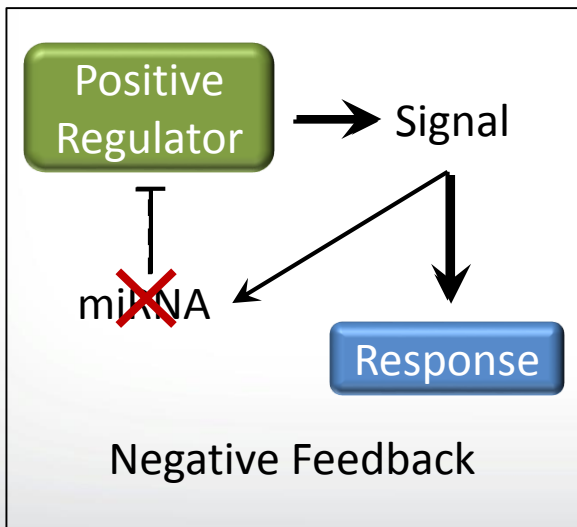 Positive
Regulator
Signal
miRNA
Response
Negative Feedback